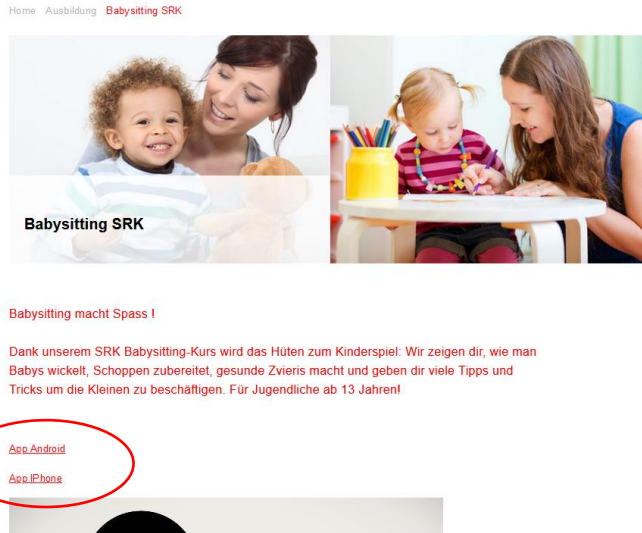 Home Ausbildung Babysitting SRK
Babysitting SRK
Babysitting macht Spass !
Dank unserem SRK Babysitting-Kurs wird das Hüten zum Kinderspiel: Wir zeigen dir, wie man
Babys wickelt, Schoppen zubereitet, gesunde Zvieris macht und geben dir viele Tipps und
Tricks um die Kleinen zu beschäftigen. Für Jugendliche ab 13 Jahren!
App Android
App IPhone